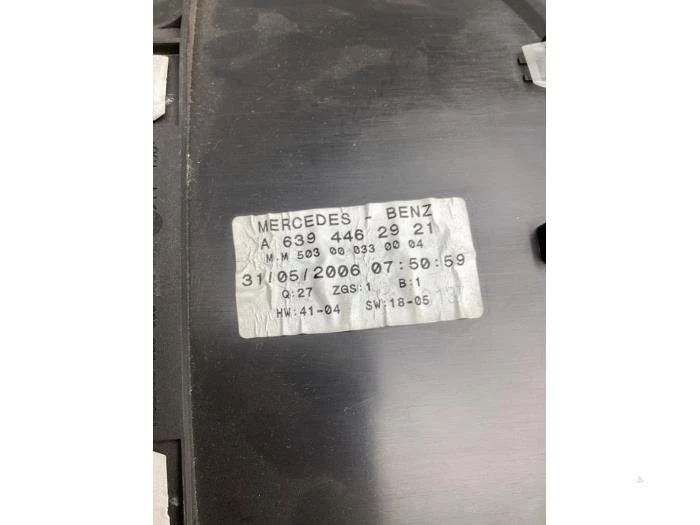 MERCEDES - BENZ
A 639 446 29 21
M.M 503 00 033 00 04
31/05/2006 07:50:59
Q:27 ZGS:1 B:1
HW:41-04 SW:18-05